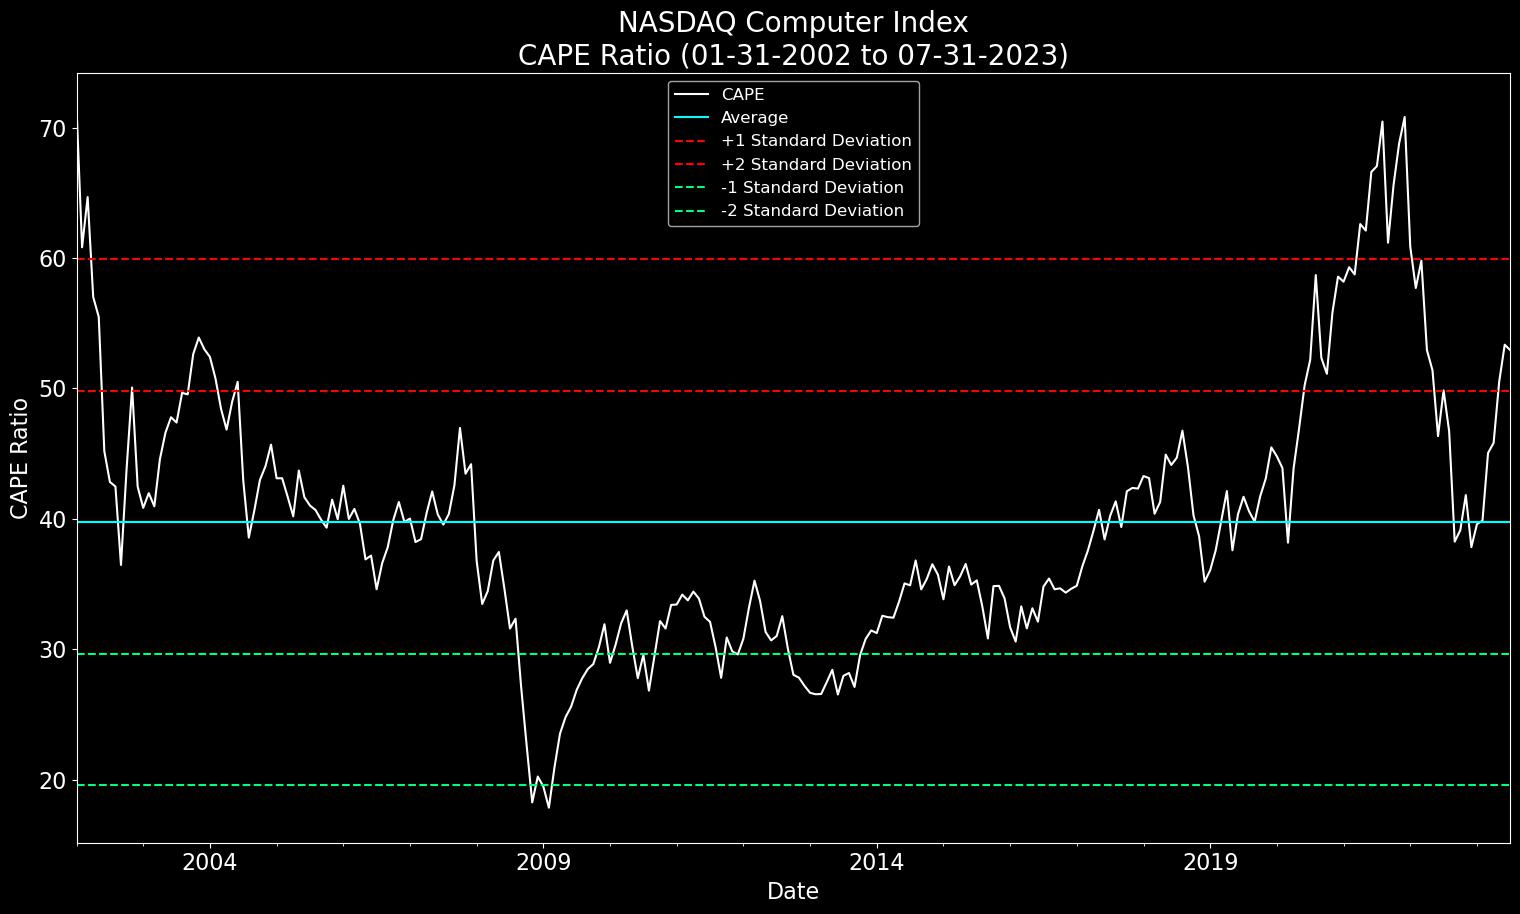 NASDAQ Computer Index
CAPE Ratio (01-31-2002 to 07-31-2023)
CAPE
Average
+1 Standard Deviation
+2 Standard Deviation
-1 Standard Deviation
-2 Standard Deviation
CAPE Ratio
70
60
50
40
30
20
2004 2009 2014 2019
Date